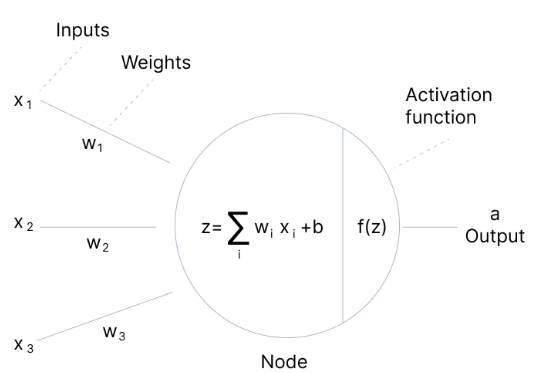 Inputs
Weights
x1
w1
Activation
function
z=∑i wi xi +b
f(z)
x2
w2
a
Output
w3
x3
Node